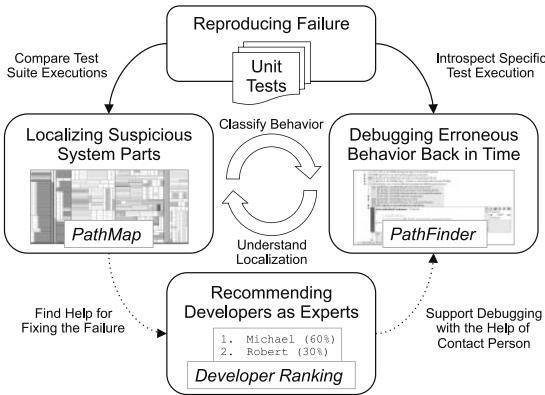 Reproducing Failure
Unit
Tests
Compare Test
Suite Executions
Introspect Specific
Test Execution
Localizing Suspicious
System Parts
PathMap
Classify Behavior
Understand
Localization
Debugging Erroneous
Behavior Back in Time
PathFinder
Find Help for
Fixing the Failure
Recommending
Developers as Experts
1. Michael (60%)
2. Robert (30%)
Developer Ranking
Support Debugging
with the Help of
Contact Person